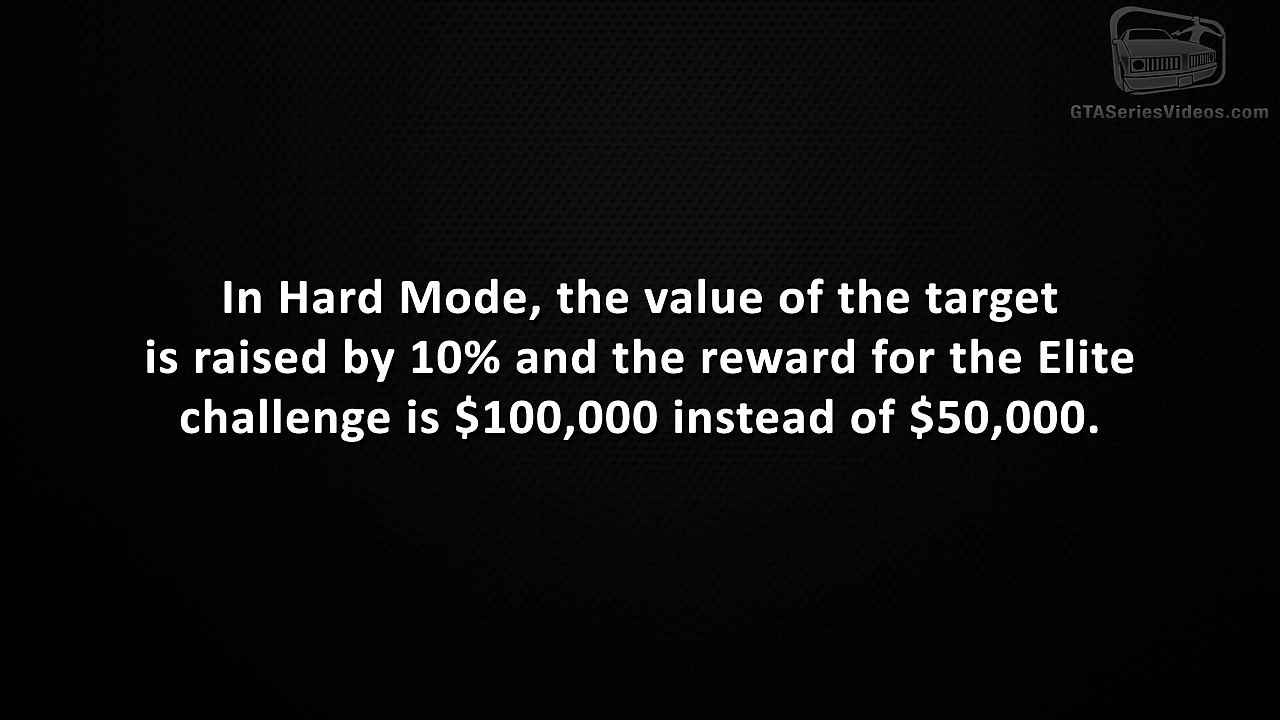 GTASeriesVideos.com
In Hard Mode, the value of the target
is raised by 10% and the reward for the Elite
challenge is $100,000 instead of $50,000.